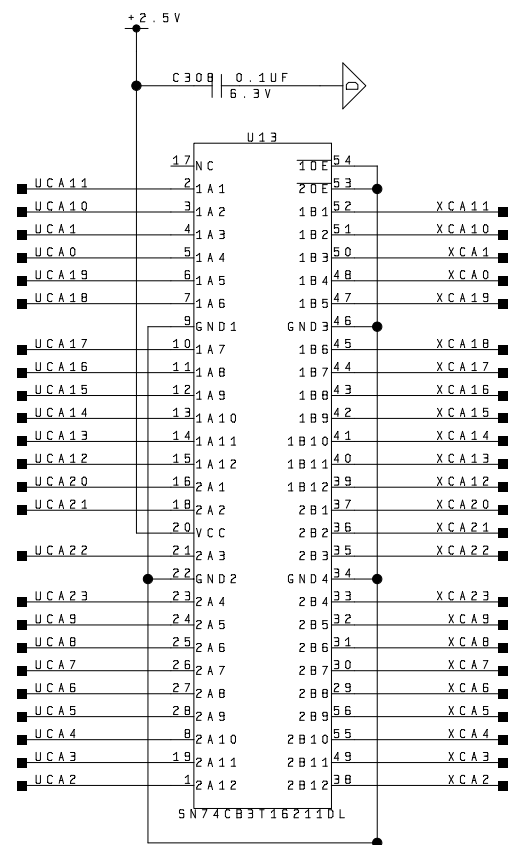 +2.5V
C308 0.1UF
6.3V
D
U13
17 NC 1OE 54
UCA11 2 1A1 2OE 53
UCA10 3 1A2 1B1 52 XCA11
UCA1 4 1A3 1B2 51 XCA10
UCA0 5 1A4 1B3 50 XCA1
UCA19 6 1A5 1B4 48 XCA0
UCA18 7 1A6 1B5 47 XCA19
9 GND1 GND3 46
UCA17 10 1A7 1B6 45 XCA18
UCA16 11 1A8 1B7 44 XCA17
UCA15 12 1A9 1B8 43 XCA16
UCA14 13 1A10 1B9 42 XCA15
UCA13 14 1A11 1B10 41 XCA14
UCA12 15 1A12 1B11 40 XCA13
UCA20 16 2A1 1B12 39 XCA12
UCA21 18 2A2 2B1 37 XCA20
20 VCC 2B2 36 XCA21
UCA22 21 2A3 2B3 35 XCA22
22 GND2 GND4 34
UCA23 23 2A4 2B4 33 XCA23
UCA9 24 2A5 2B5 32 XCA9
UCA8 25 2A6 2B6 31 XCA8
UCA7 26 2A7 2B7 30 XCA7
UCA6 27 2A8 2B8 29 XCA6
UCA5 28 2A9 2B9 56 XCA5
UCA4 8 2A10 2B10 55 XCA4
UCA3 19 2A11 2B11 49 XCA3
UCA2 1 2A12 2B12 38 XCA2
SN74CB3T16211DL